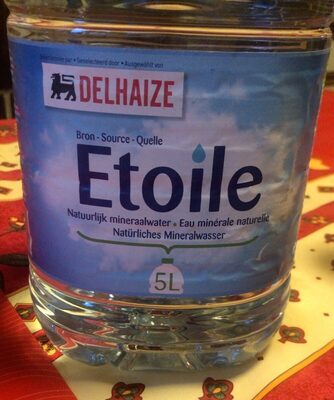 Geselecteerd door • Ausgewählt von
DELHAIZE
Bron - Source - Quelle
Etoile
Natuurlijk mineraalwater • Eau minérale naturelle
Natürliches Mineralwasser
5L